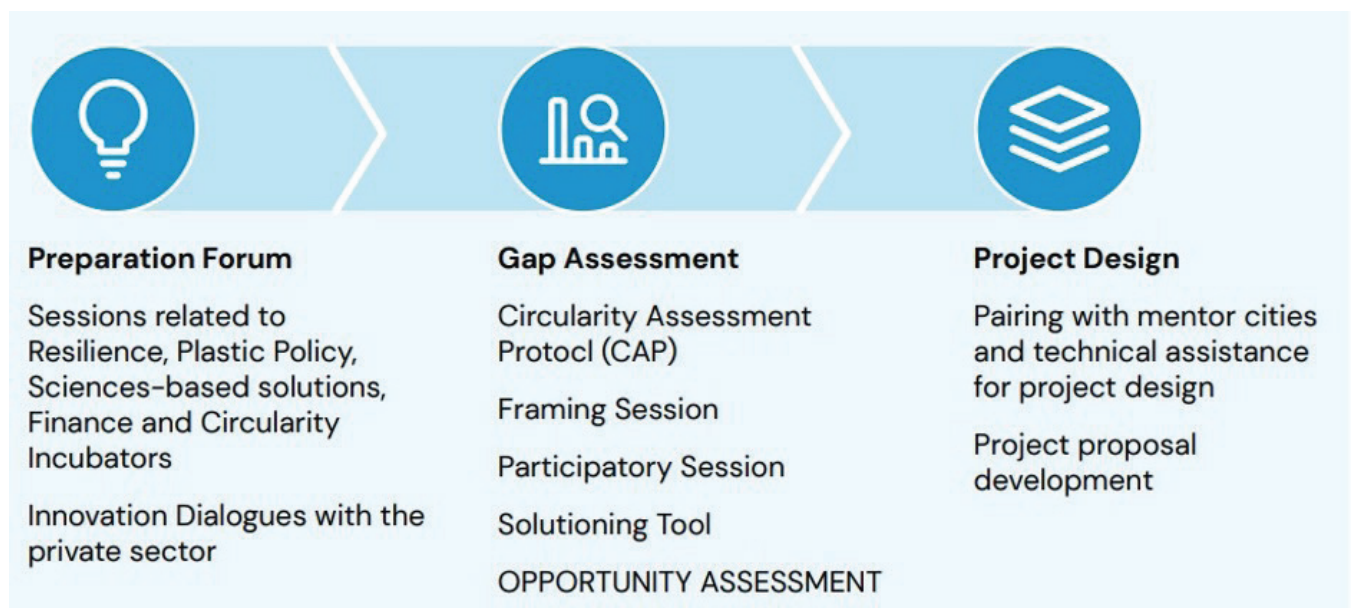 Preparation Forum
Sessions related to
Resilience, Plastic Policy,
Sciences-based solutions,
Finance and Circularity
Incubators
Innovation Dialogues with the
private sector
Gap Assessment
Circularity Assessment
Protocl (CAP)
Framing Session
Participatory Session
Solutioning Tool
OPPORTUNITY ASSESSMENT
Project Design
Pairing with mentor cities
and technical assistance
for project design
Project proposal
development